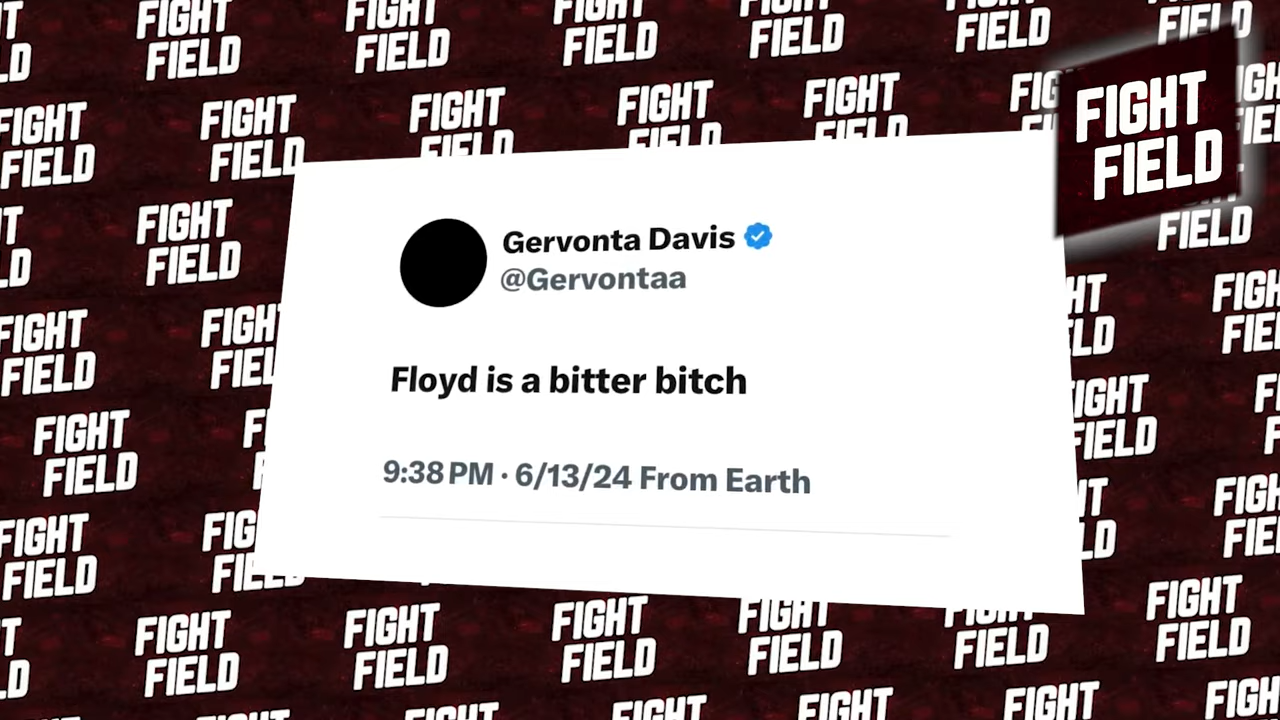 FIGHT
FIELD
Gervonta Davis
@Gervontaa
Floyd is a bitter bitch
9:38 PM · 6/13/24 From Earth